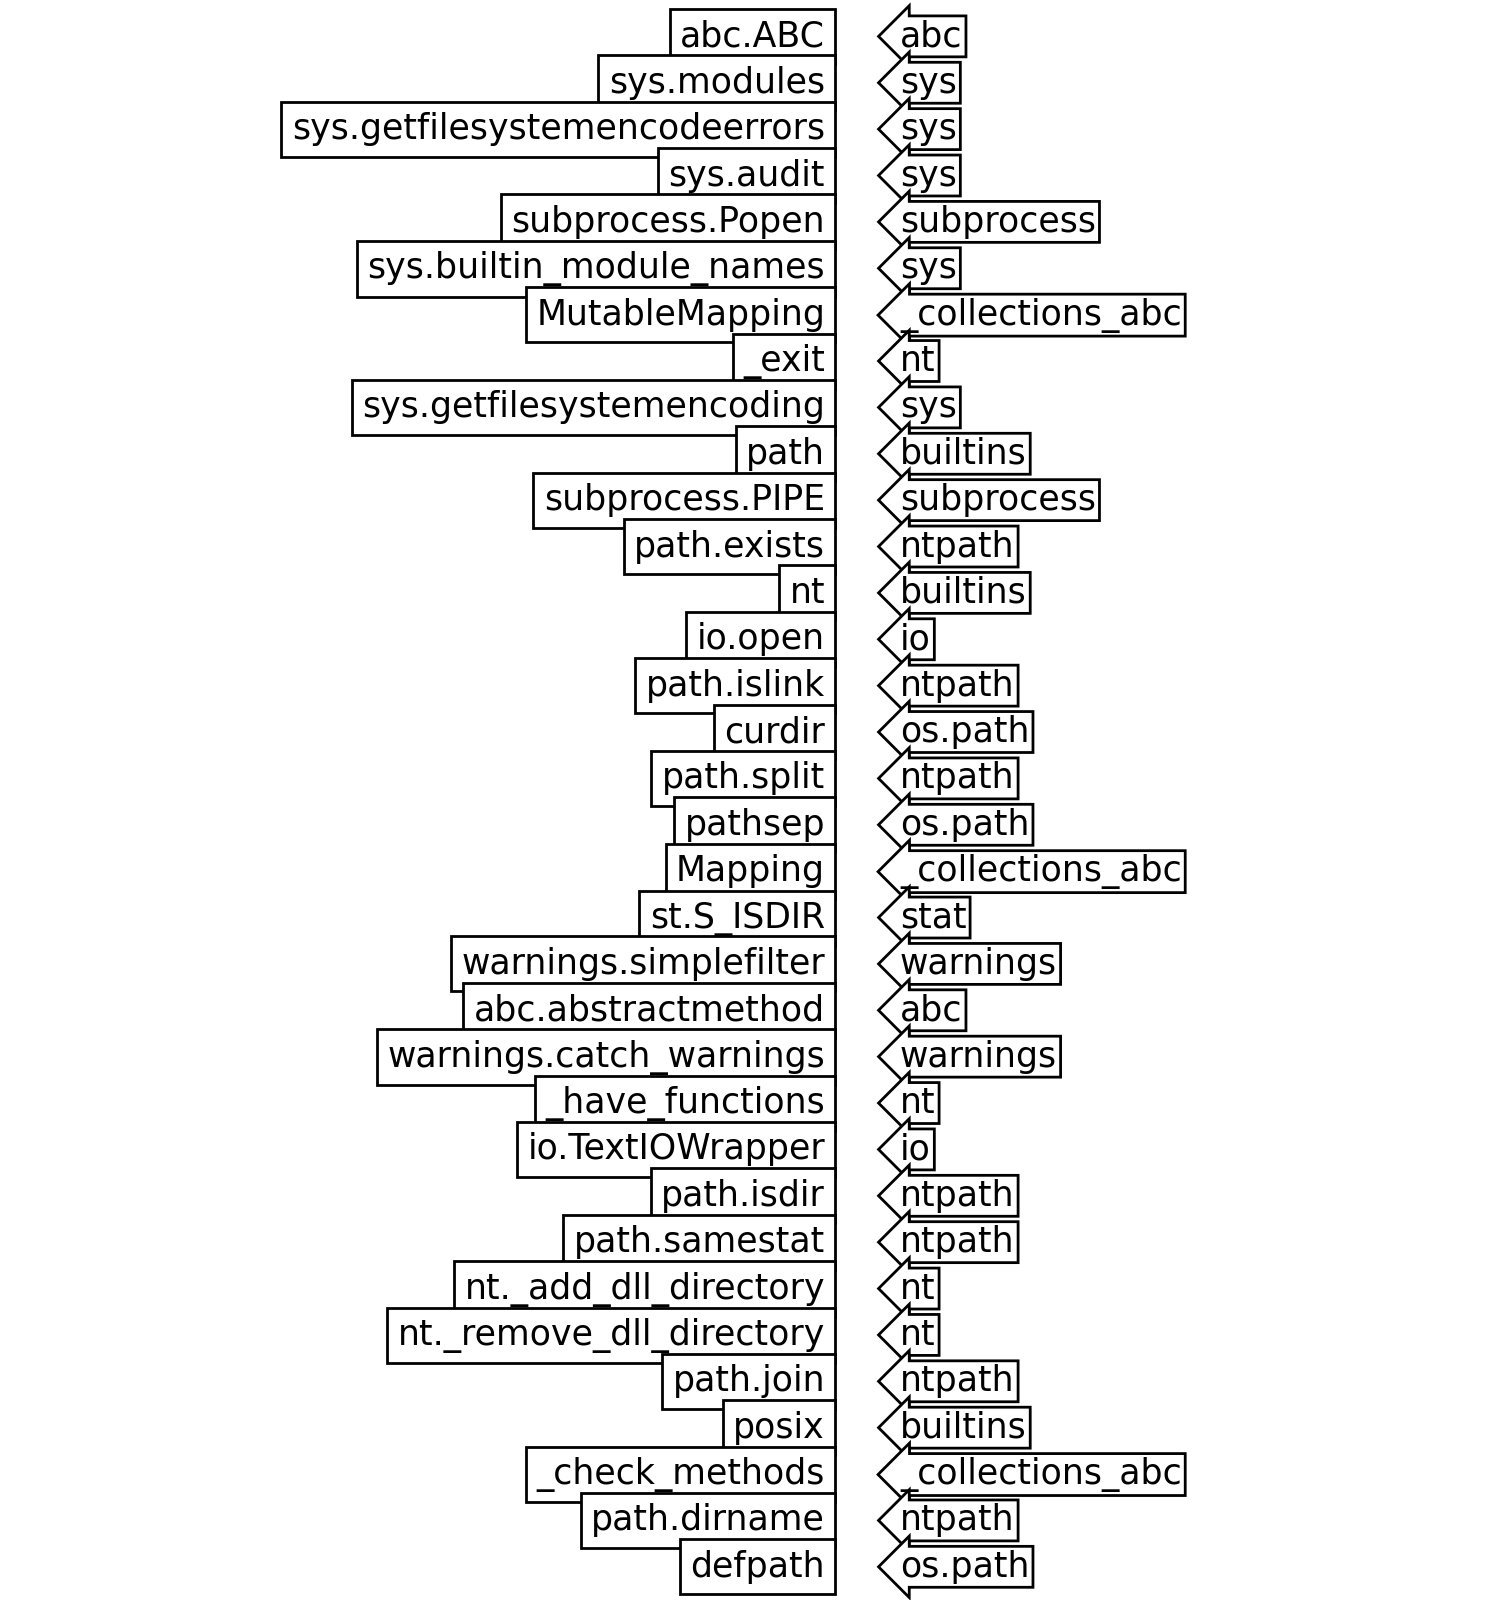 abc.ABC abc
sys.modules sys
sys.getfilesystemencodeerrors sys
sys.audit sys
subprocess.Popen subprocess
sys.builtin_module_names sys
MutableMapping _collections_abc
_exit nt
sys.getfilesystemencoding sys
path builtins
subprocess.PIPE subprocess
path.exists ntpath
nt builtins
io.open io
path.islink ntpath
curdir os.path
path.split ntpath
pathsep os.path
Mapping _collections_abc
st.S_ISDIR stat
warnings.simplefilter warnings
abc.abstractmethod abc
warnings.catch_warnings warnings
_have_functions nt
io.TextIOWrapper io
path.isdir ntpath
path.samestat ntpath
nt._add_dll_directory nt
nt._remove_dll_directory nt
path.join ntpath
posix builtins
_check_methods _collections_abc
path.dirname ntpath
defpath os.path